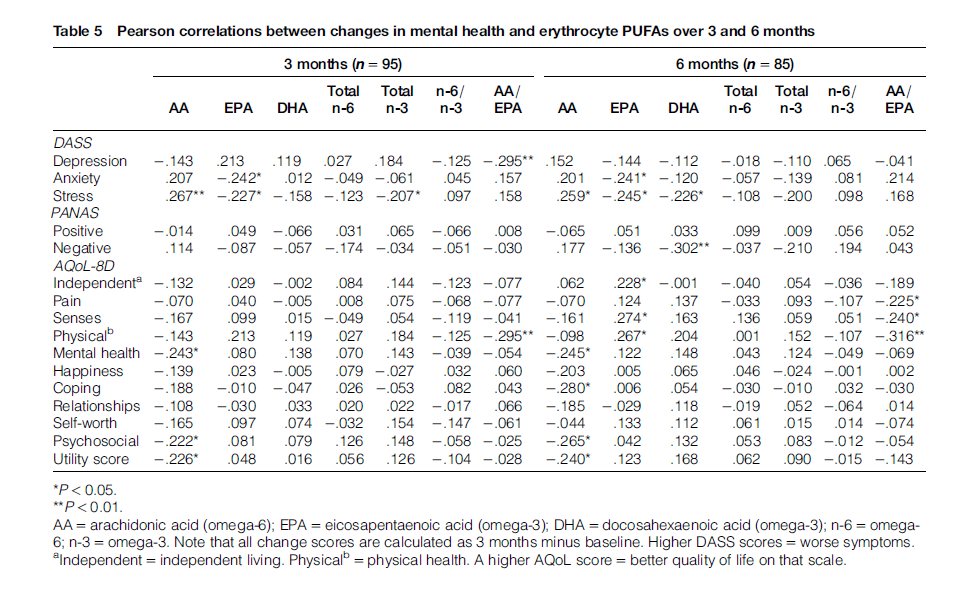 Table 5 Pearson correlations between changes in mental health and erythrocyte PUFAs over 3 and 6 months
3 months (n = 95) 6 months (n = 85)
AA EPA DHA Total n-6 Total n-3 n-6/ n-3 AA/ EPA AA EPA DHA Total n-6 Total n-3 n-6/ n-3 AA/ EPA
DASS
Depression −.143 .213 .119 .027 .184 −.125 −.295** .152 −.144 −.112 −.018 −.110 .065 −.041
Anxiety .207 −.242* .012 −.049 −.061 .045 .157 .201 −.241* −.120 −.057 −.139 .081 .214
Stress .267** −.227* −.158 −.123 −.207* .097 .158 .259* −.245* −.226* −.108 −.200 .098 .168
PANAS
Positive −.014 .049 −.066 .031 .065 −.066 .008 −.065 .051 .033 .099 .009 .056 .052
Negative .114 −.087 −.057 −.174 −.034 −.051 −.030 .177 −.136 −.302** −.037 −.210 .194 .043
AQoL-8D
Independentᵃ −.132 .029 −.002 .084 .144 −.123 −.077 .062 .228* −.001 −.040 .054 −.036 −.189
Pain −.070 .040 −.005 .008 .075 −.068 −.077 −.070 .124 .137 −.033 .093 −.107 −.225*
Senses −.167 .099 .015 −.049 .054 −.119 −.041 −.161 .274* .163 .136 .059 .051 −.240*
Physicalᵇ −.143 .213 .119 .027 .184 −.125 −.295** −.098 .267* .204 .001 .152 −.107 −.316**
Mental health −.243* .080 .138 .070 .143 −.039 −.054 −.245* .122 .148 .043 .124 −.049 −.069
Happiness −.139 .023 −.005 .079 −.027 .032 .060 −.203 .005 .065 .046 −.024 −.001 .002
Coping −.188 −.010 −.047 .026 −.053 .082 .043 −.280* .006 .054 −.030 −.010 .032 −.030
Relationships −.108 −.030 .033 .020 .022 −.017 .066 −.185 −.029 .118 −.019 .052 −.064 .014
Self-worth −.165 .097 .074 −.032 .154 −.147 −.061 −.044 .133 .112 .061 .015 .014 −.074
Psychosocial −.222* .081 .079 .126 .148 −.058 −.025 −.265* .042 .132 .053 .083 −.012 −.054
Utility score −.226* .048 .016 .056 .126 −.104 −.028 −.240* .123 .168 .062 .090 −.015 −.143
*P < 0.05.
**P < 0.01.
AA = arachidonic acid (omega-6); EPA = eicosapentaenoic acid (omega-3); DHA = docosahexaenoic acid (omega-3); n-6 = omega-
6; n-3 = omega-3. Note that all change scores are calculated as 3 months minus baseline. Higher DASS scores = worse symptoms.
ᵃIndependent = independent living. Physicalᵇ = physical health. A higher AQoL score = better quality of life on that scale.